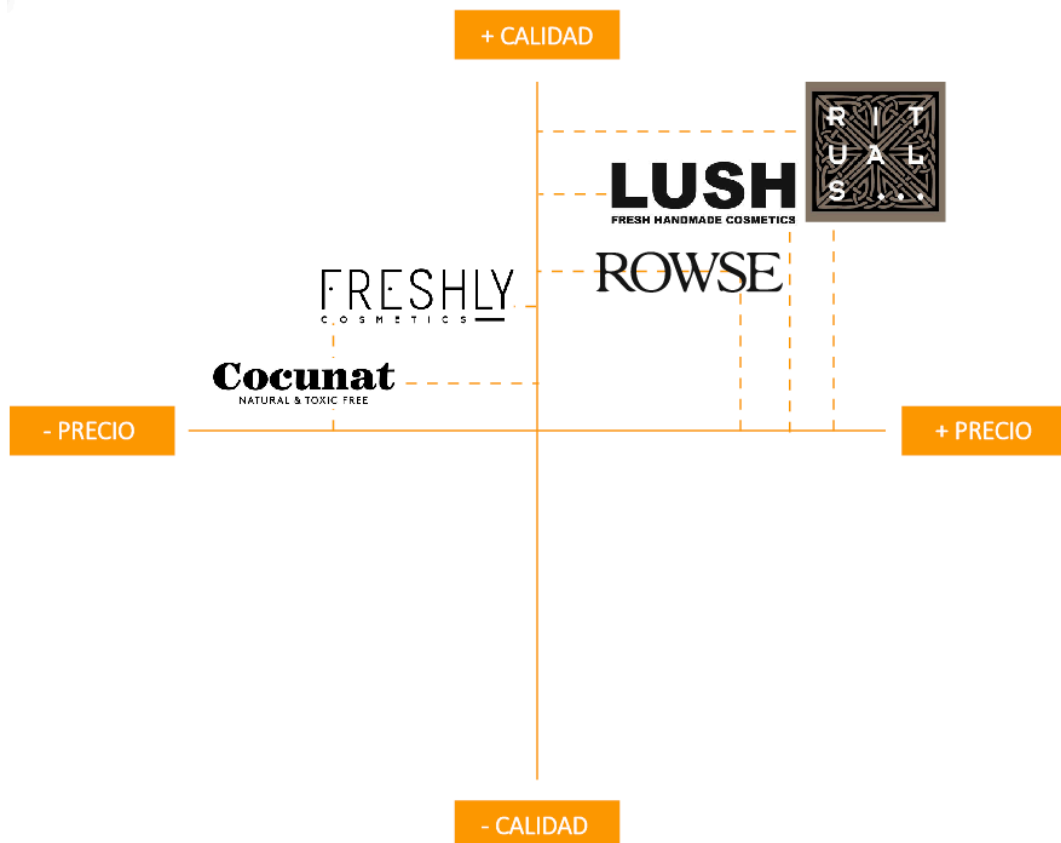 + CALIDAD
R I T
U A L
S ...
LUSH
FRESH HANDMADE COSMETICS
ROWSE
FRESHLY
COSMETICS
Cocunat
NATURAL & TOXIC FREE
- PRECIO
+ PRECIO
- CALIDAD